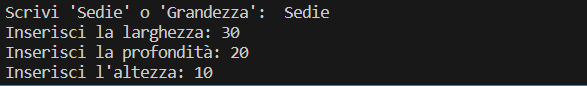 Scrivi 'Sedie' o 'Grandezza':  Sedie
Inserisci la larghezza: 30
Inserisci la profondità: 20
Inserisci l'altezza: 10